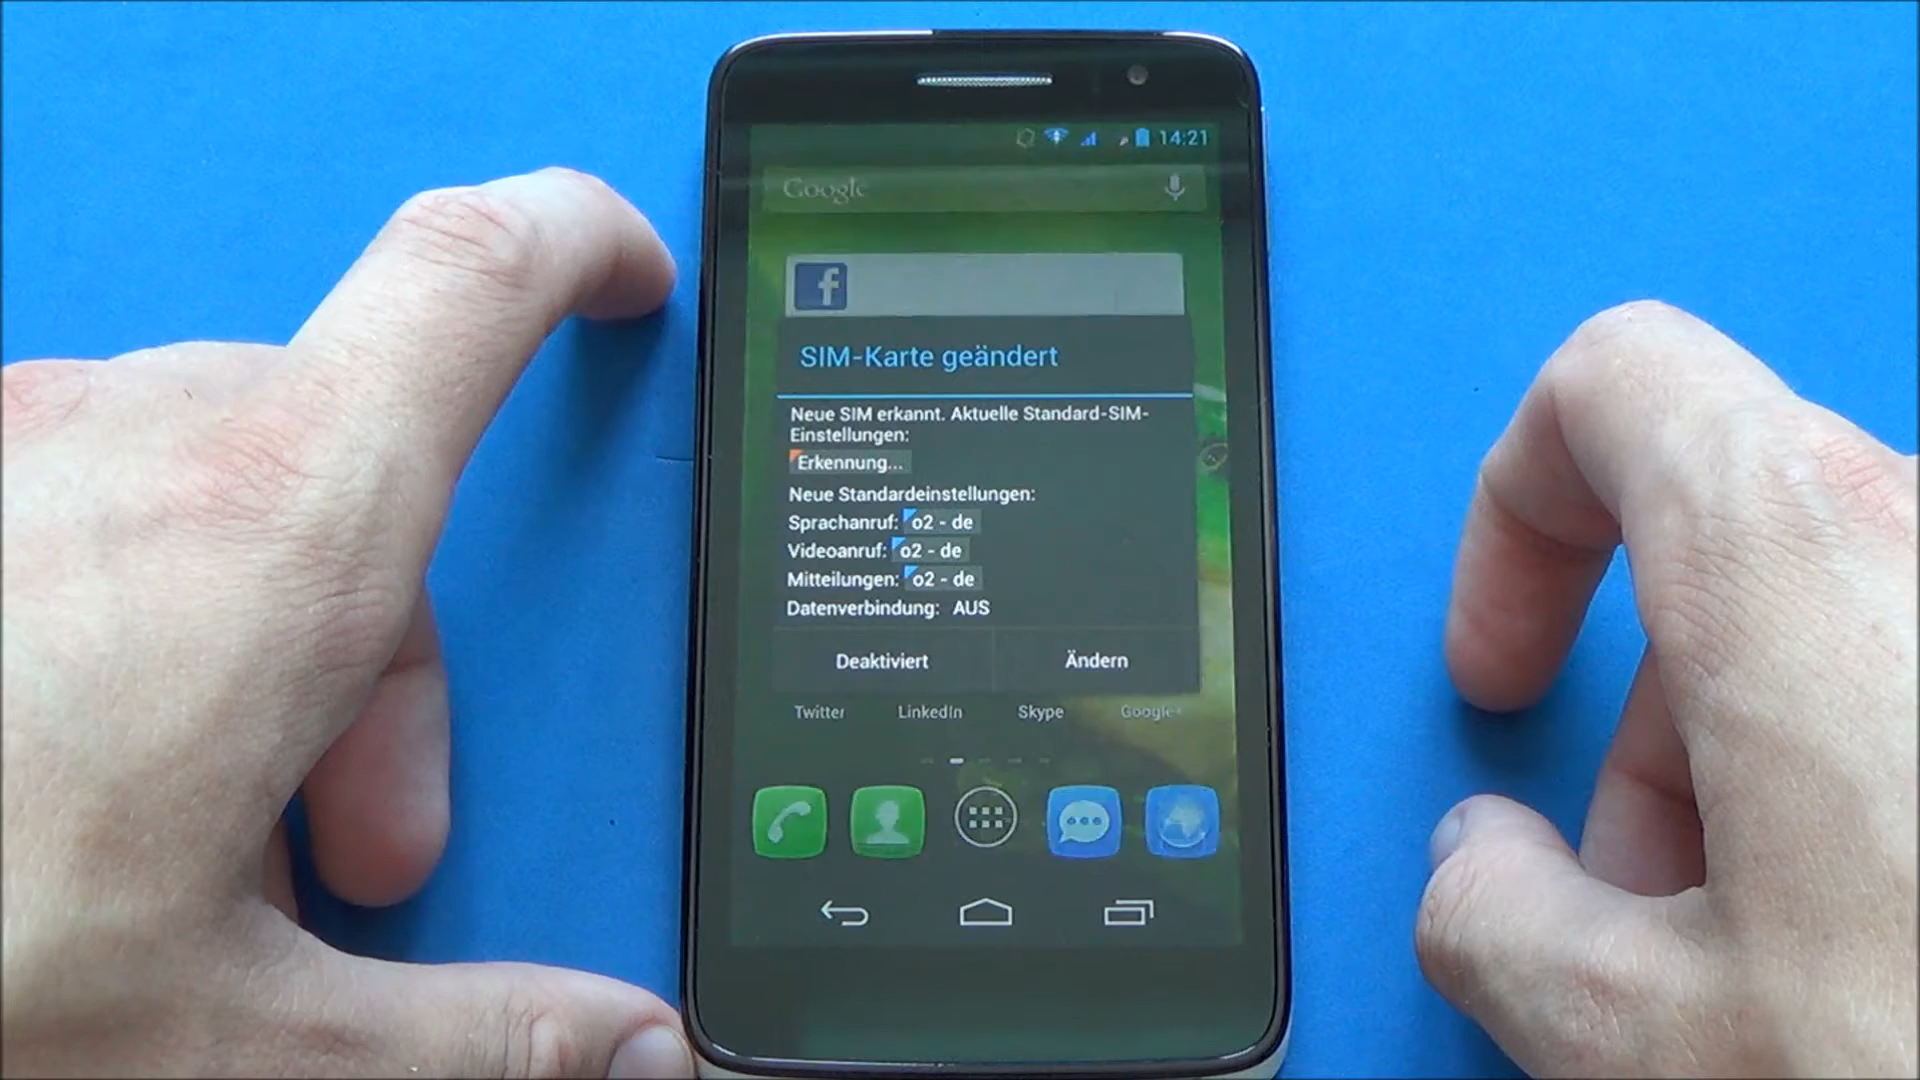 14:21
Google
f
SIM-Karte geändert
Neue SIM erkannt. Aktuelle Standard-SIM-
Einstellungen:
Erkennung...
Neue Standardeinstellungen:
Sprachanruf: o2 - de
Videoanruf: o2 - de
Mitteilungen: o2 - de
Datenverbindung: AUS
Deaktiviert Ändern
Twitter LinkedIn Skype Google+